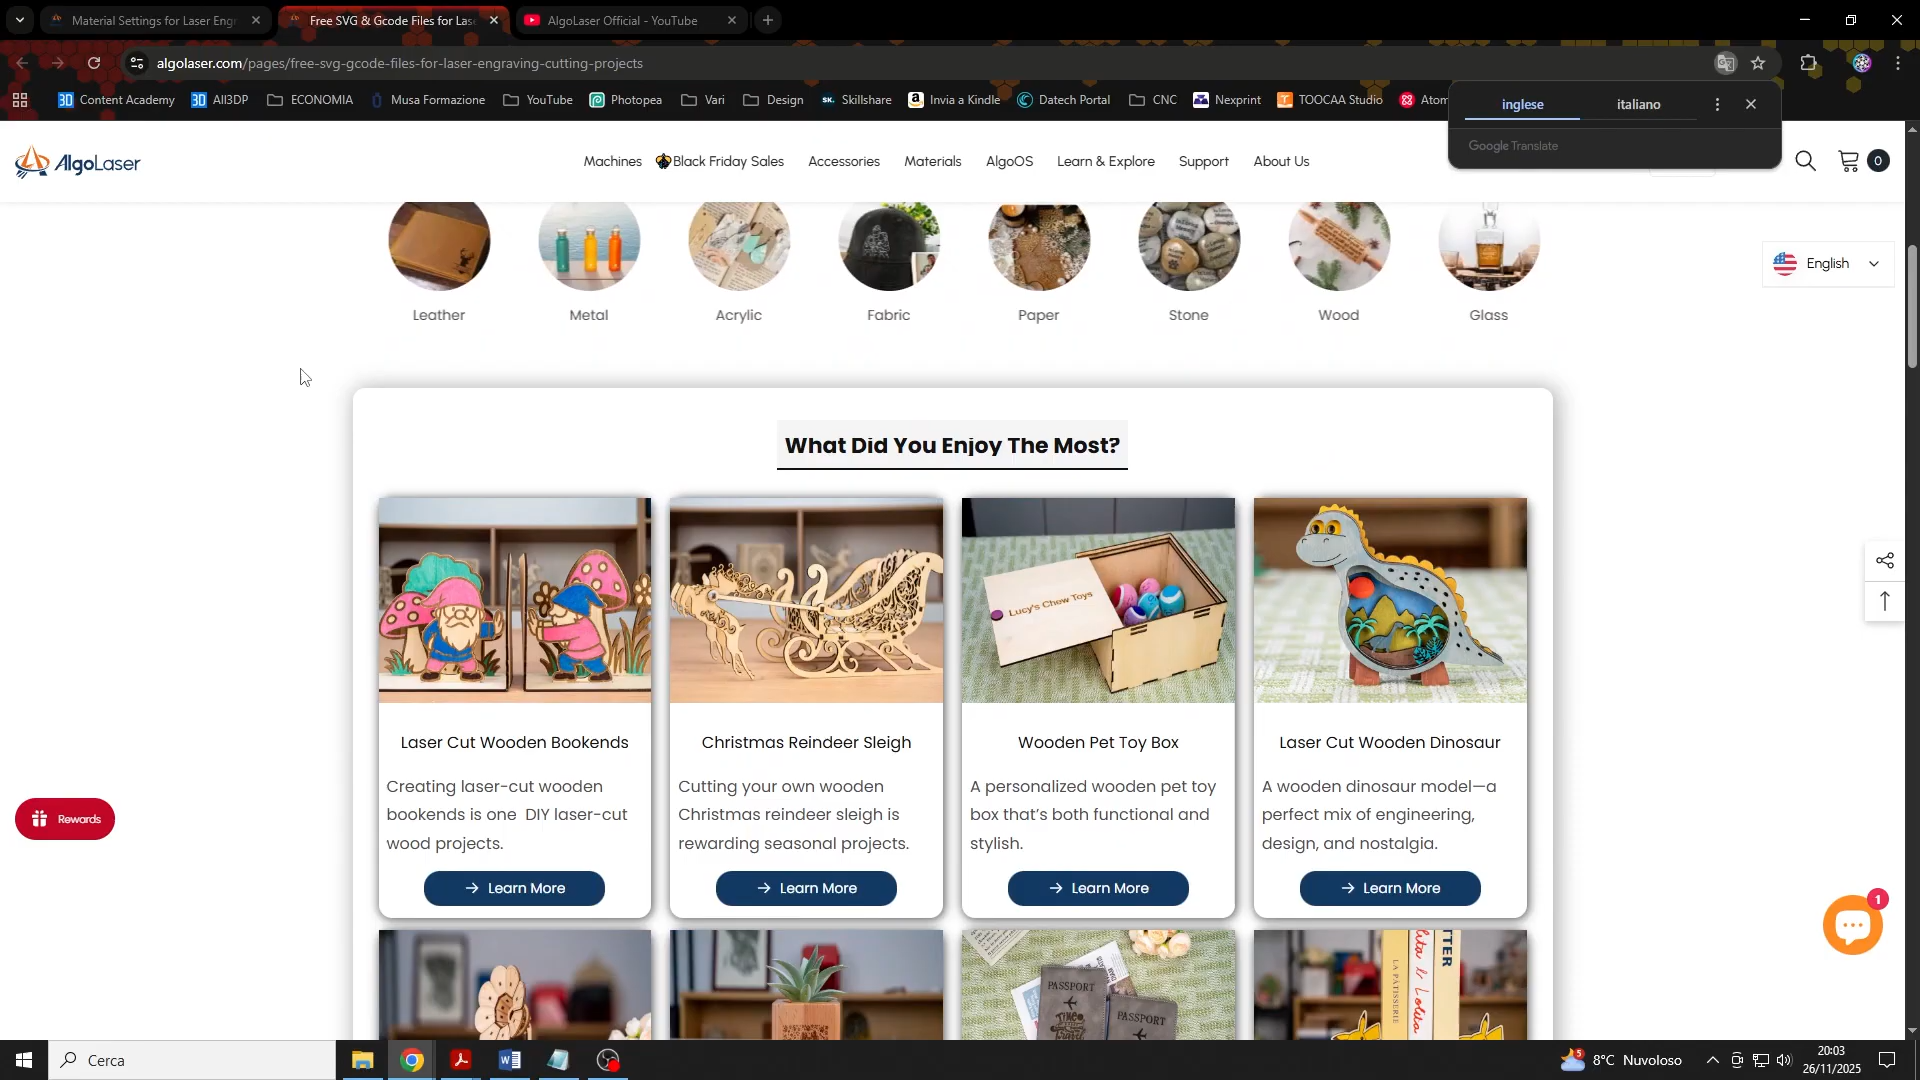 Material Settings for Laser Engr
Free SVG & Gcode Files for Las
AlgoLaser Official - YouTube
algolaser.com/pages/free-svg-gcode-files-for-laser-engraving-cutting-projects
Content Academy
All3DP
ECONOMIA
Musa Formazione
YouTube
Photopea
Vari
Design
Skillshare
Invia a Kindle
Datech Portal
CNC
Nexprint
TOOCAA Studio
Atom
inglese
italiano
Google Translate
AlgoLaser
Machines
Black Friday Sales
Accessories
Materials
AlgoOS
Learn & Explore
Support
About Us
0
English
Leather
Metal
Acrylic
Fabric
Paper
Stone
Wood
Glass
What Did You Enjoy The Most?
Lucy's Chew Toys
Laser Cut Wooden Bookends
Creating laser-cut wooden
bookends is one DIY laser-cut
wood projects.
Learn More
Christmas Reindeer Sleigh
Cutting your own wooden
Christmas reindeer sleigh is
rewarding seasonal projects.
Learn More
Wooden Pet Toy Box
A personalized wooden pet toy
box that's both functional and
stylish.
Learn More
Laser Cut Wooden Dinosaur
A wooden dinosaur model—a
perfect mix of engineering,
design, and nostalgia.
Learn More
Rewards
1
PASSPORT
PASSPORT
LA PÂTISSERIE
TTER
Cerca
5
8°C Nuvoloso
20:03
26/11/2025